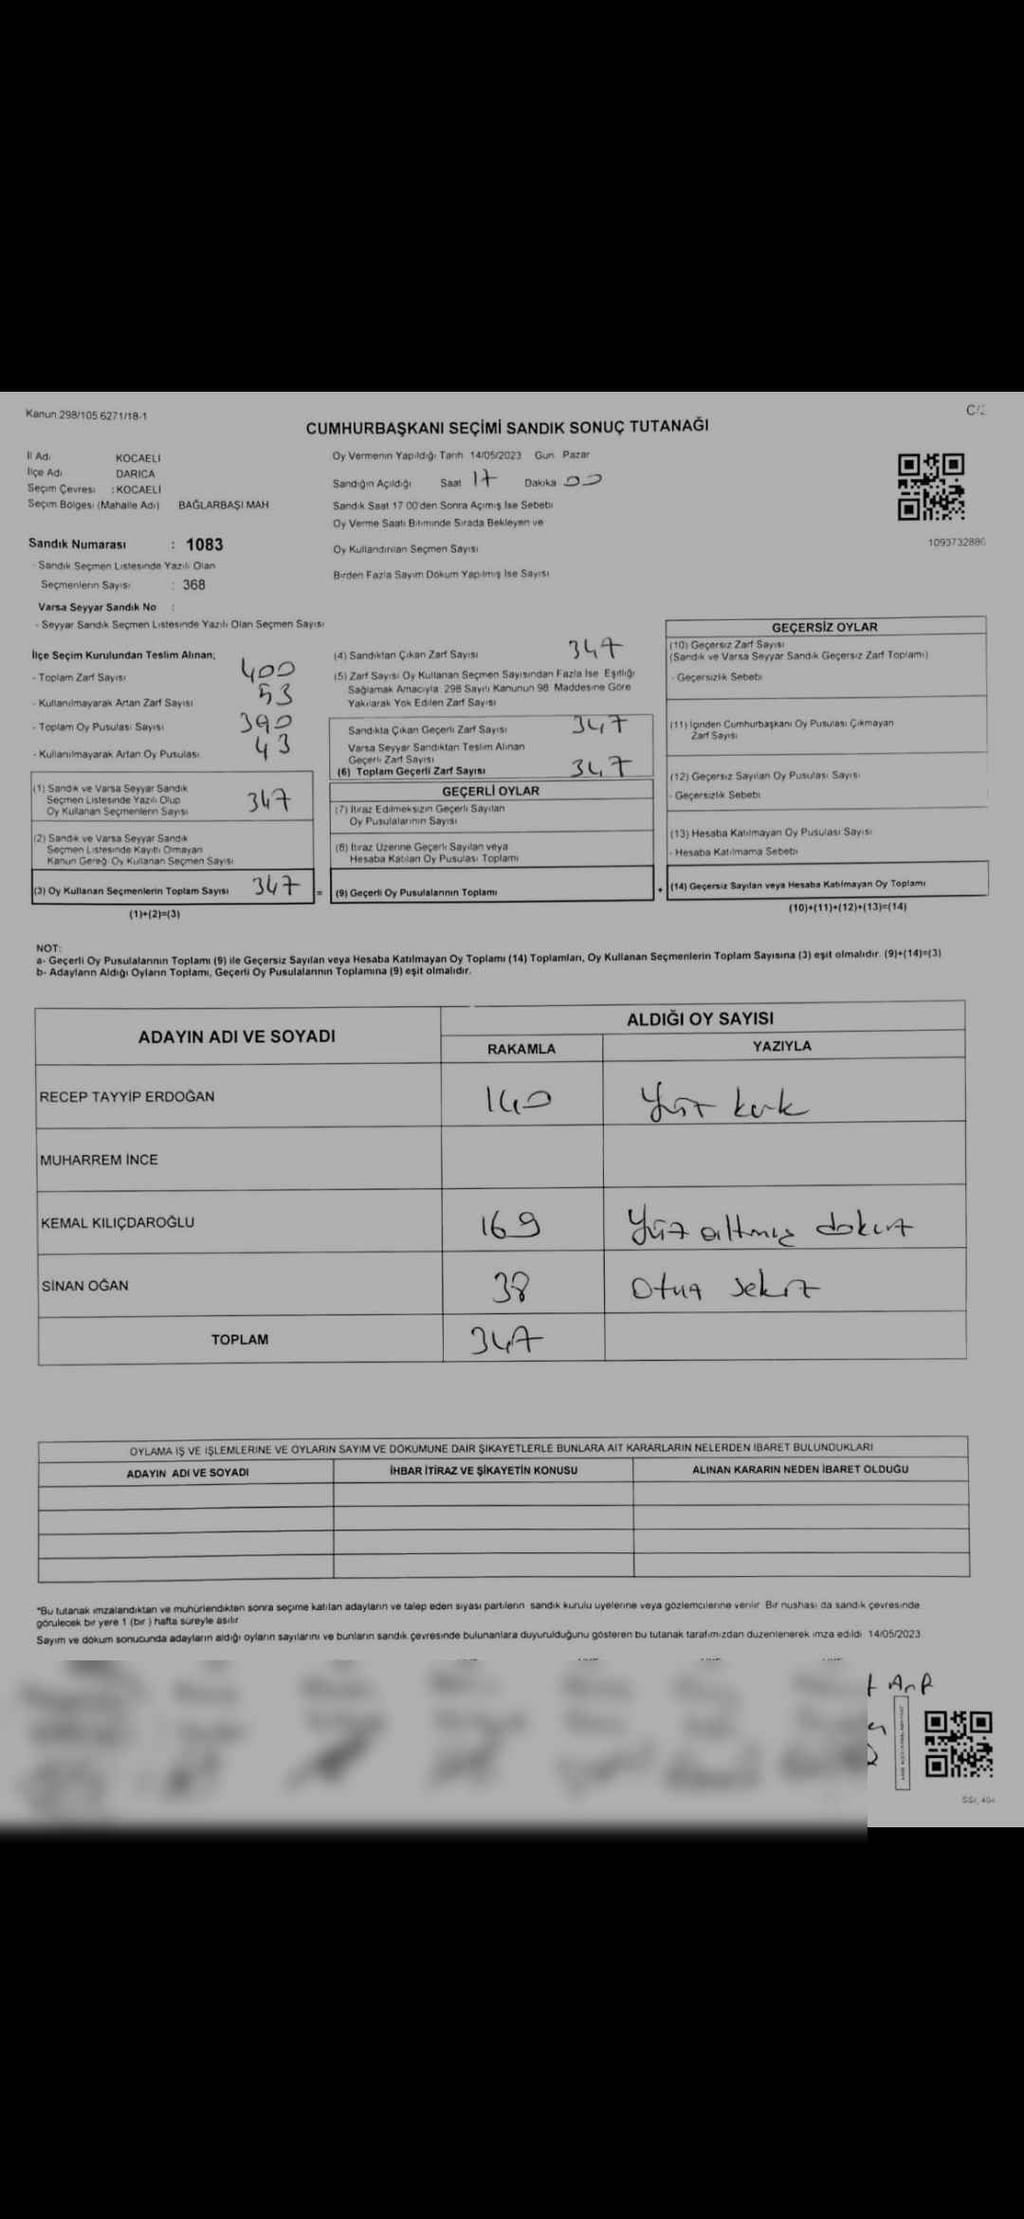 Kanun 298/105 6271/18-1
C/2
CUMHURBAŞKANI SEÇİMİ SANDIK SONUÇ TUTANAĞI
İl Adı KOCAELİ
İlçe Adı DARICA
Seçim Çevresi : KOCAELİ
Seçim Bölgesi (Mahalle Adı) BAĞLARBAŞI MAH
Oy Vermenin Yapıldığı Tarih 14/05/2023 Gün Pazar
Sandığın Açıldığı Saat 17 Dakika 00
Sandık Saat 17 00'den Sonra Açımış İse Sebebi
Oy Verme Saati Bitiminde Sırada Bekleyen ve
Oy Kullandırılan Seçmen Sayısı
Birden Fazla Sayım Döküm Yapılmış İse Sayısı
1093732886
Sandık Numarası : 1083
- Sandık Seçmen Listesinde Yazılı Olan
Seçmenlerin Sayısı : 368
Varsa Seyyar Sandık No :
- Seyyar Sandık Seçmen Listesinde Yazılı Olan Seçmen Sayısı
İlçe Seçim Kurulundan Teslim Alınan;
- Toplam Zarf Sayısı 400
- Kullanılmayarak Artan Zarf Sayısı 53
- Toplam Oy Pusulası Sayısı 390
- Kullanılmayarak Artan Oy Pusulası 43
(1) Sandık ve Varsa Seyyar Sandık
Seçmen Listesinde Yazılı Olup
Oy Kullanan Seçmenlerin Sayısı 347
(2) Sandık ve Varsa Seyyar Sandık
Seçmen Listesinde Kayıtlı Olmayan
Kanun Gereği Oy Kullanan Seçmen Sayısı
(3) Oy Kullanan Seçmenlerin Toplam Sayısı 347 =
(1)+(2)=(3)
(4) Sandıktan Çıkan Zarf Sayısı 347
(5) Zarf Sayısı Oy Kullanan Seçmen Sayısından Fazla İse Eşitliği
Sağlamak Amacıyla 298 Sayılı Kanunun 98 Maddesine Göre
Yakılarak Yok Edilen Zarf Sayısı
Sandıkta Çıkan Geçerli Zarf Sayısı 347
Varsa Seyyar Sandıktan Teslim Alınan
Geçerli Zarf Sayısı
(6) Toplam Geçerli Zarf Sayısı 347
GEÇERLİ OYLAR
(7) İtiraz Edilmeksizin Geçerli Sayılan
Oy Pusulalarının Sayısı
(8) İtiraz Üzerine Geçerli Sayılan veya
Hesaba Katılan Oy Pusulası Toplamı
(9) Geçerli Oy Pusulalarının Toplamı +
GEÇERSİZ OYLAR
(10) Geçersiz Zarf Sayısı
(Sandık ve Varsa Seyyar Sandık Geçersiz Zarf Toplamı)
- Geçersizlik Sebebi
(11) İçinden Cumhurbaşkanı Oy Pusulası Çıkmayan
Zarf Sayısı
(12) Geçersiz Sayılan Oy Pusulası Sayısı
- Geçersizlik Sebebi
(13) Hesaba Katılmayan Oy Pusulası Sayısı
- Hesaba Katılmama Sebebi
(14) Geçersiz Sayılan veya Hesaba Katılmayan Oy Toplamı
(10)+(11)+(12)+(13)=(14)
NOT:
a- Geçerli Oy Pusulalarının Toplamı (9) ile Geçersiz Sayılan veya Hesaba Katılmayan Oy Toplamı (14) Toplamları, Oy Kullanan Seçmenlerin Toplam Sayısına (3) eşit olmalıdır. (9)+(14)=(3)
b- Adayların Aldığı Oyların Toplamı, Geçerli Oy Pusulalarının Toplamına (9) eşit olmalıdır.
ADAYIN ADI VE SOYADI
ALDIĞI OY SAYISI
RAKAMLA YAZIYLA
RECEP TAYYİP ERDOĞAN 140 Yüz kırk
MUHARREM İNCE
KEMAL KILIÇDAROĞLU 169 Yüz altmış dokuz
SİNAN OĞAN 38 Otuz sekiz
TOPLAM 347
OYLAMA İŞ VE İŞLEMLERİNE VE OYLARIN SAYIM VE DÖKÜMÜNE DAİR ŞİKAYETLERLE BUNLARA AİT KARARLARIN NELERDEN İBARET BULUNDUKLARI
ADAYIN ADI VE SOYADI İHBAR İTİRAZ VE ŞİKAYETİN KONUSU ALINAN KARARIN NEDEN İBARET OLDUĞU
*Bu tutanak imzalandıktan ve mühürlendikten sonra seçime katılan adayların ve talep eden siyasi partilerin sandık kurulu üyelerine veya gözlemcilerine verilir Bir nüshası da sandık çevresinde
görülecek bir yere 1 (bir ) hafta süreyle asılır
Sayım ve döküm sonucunda adayların aldığı oyların sayılarını ve bunların sandık çevresinde bulunanlara duyurulduğunu gösteren bu tutanak tarafımızdan düzenlenerek imza edildi 14/05/2023